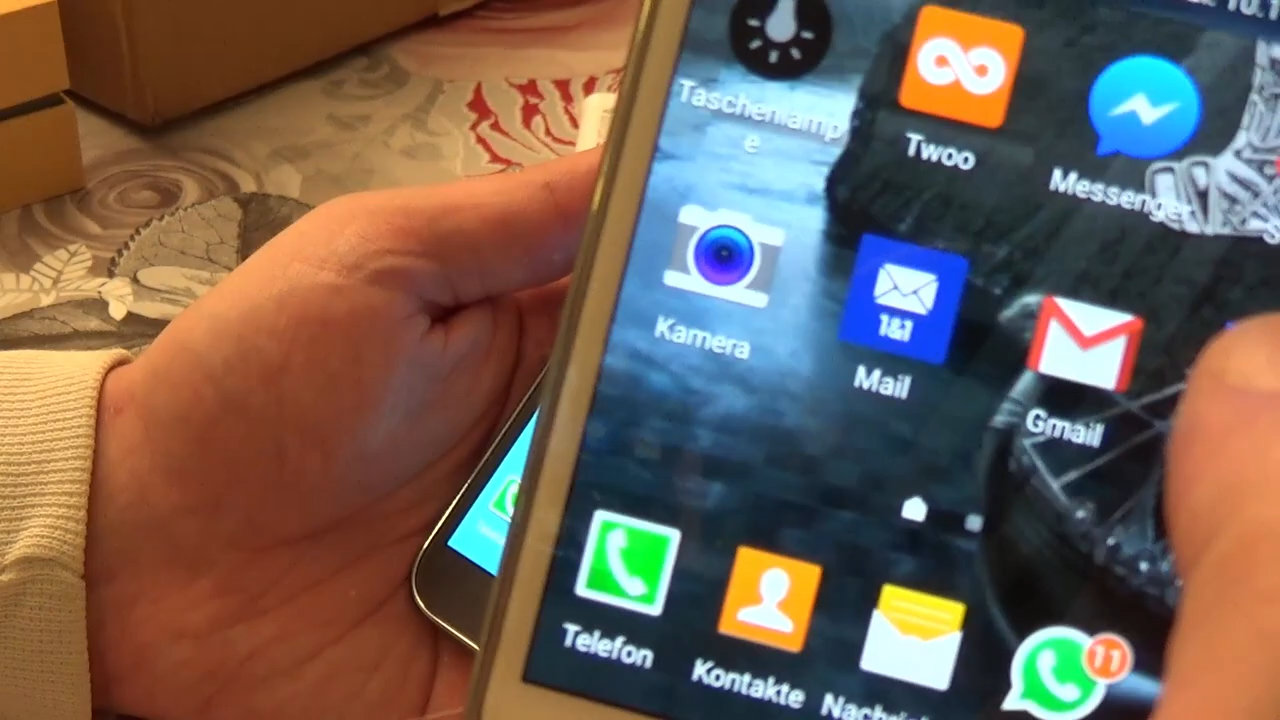 Taschenlamp
e
Twoo
Messenger
Kamera
1&1
Mail
Gmail
Telefon
Kontakte
11